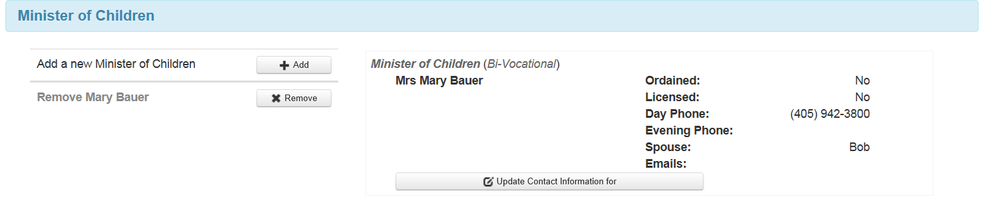 Minister of Children
Add a new Minister of Children
Add
Remove Mary Bauer
Remove
Minister of Children (Bi-Vocational)
Mrs Mary Bauer
Ordained: No
Licensed: No
Day Phone: (405) 942-3800
Evening Phone:
Spouse: Bob
Emails:
Update Contact Information for